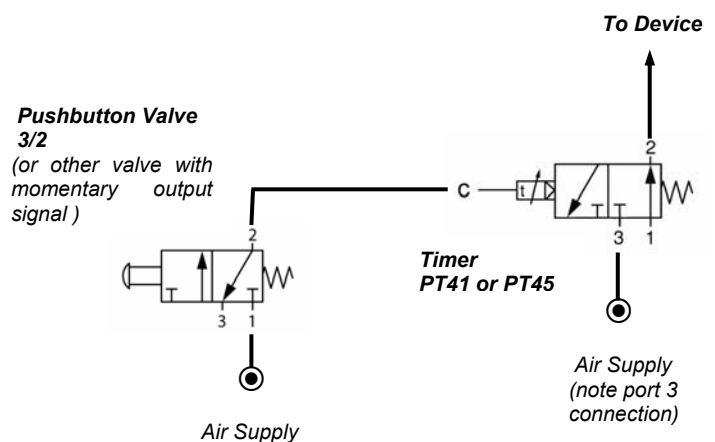 To Device
Pushbutton Valve
3/2
(or other valve with
momentary output
signal )
2
C
t
3 1
Timer
PT41 or PT45
2
3 1
Air Supply
(note port 3
connection)
Air Supply